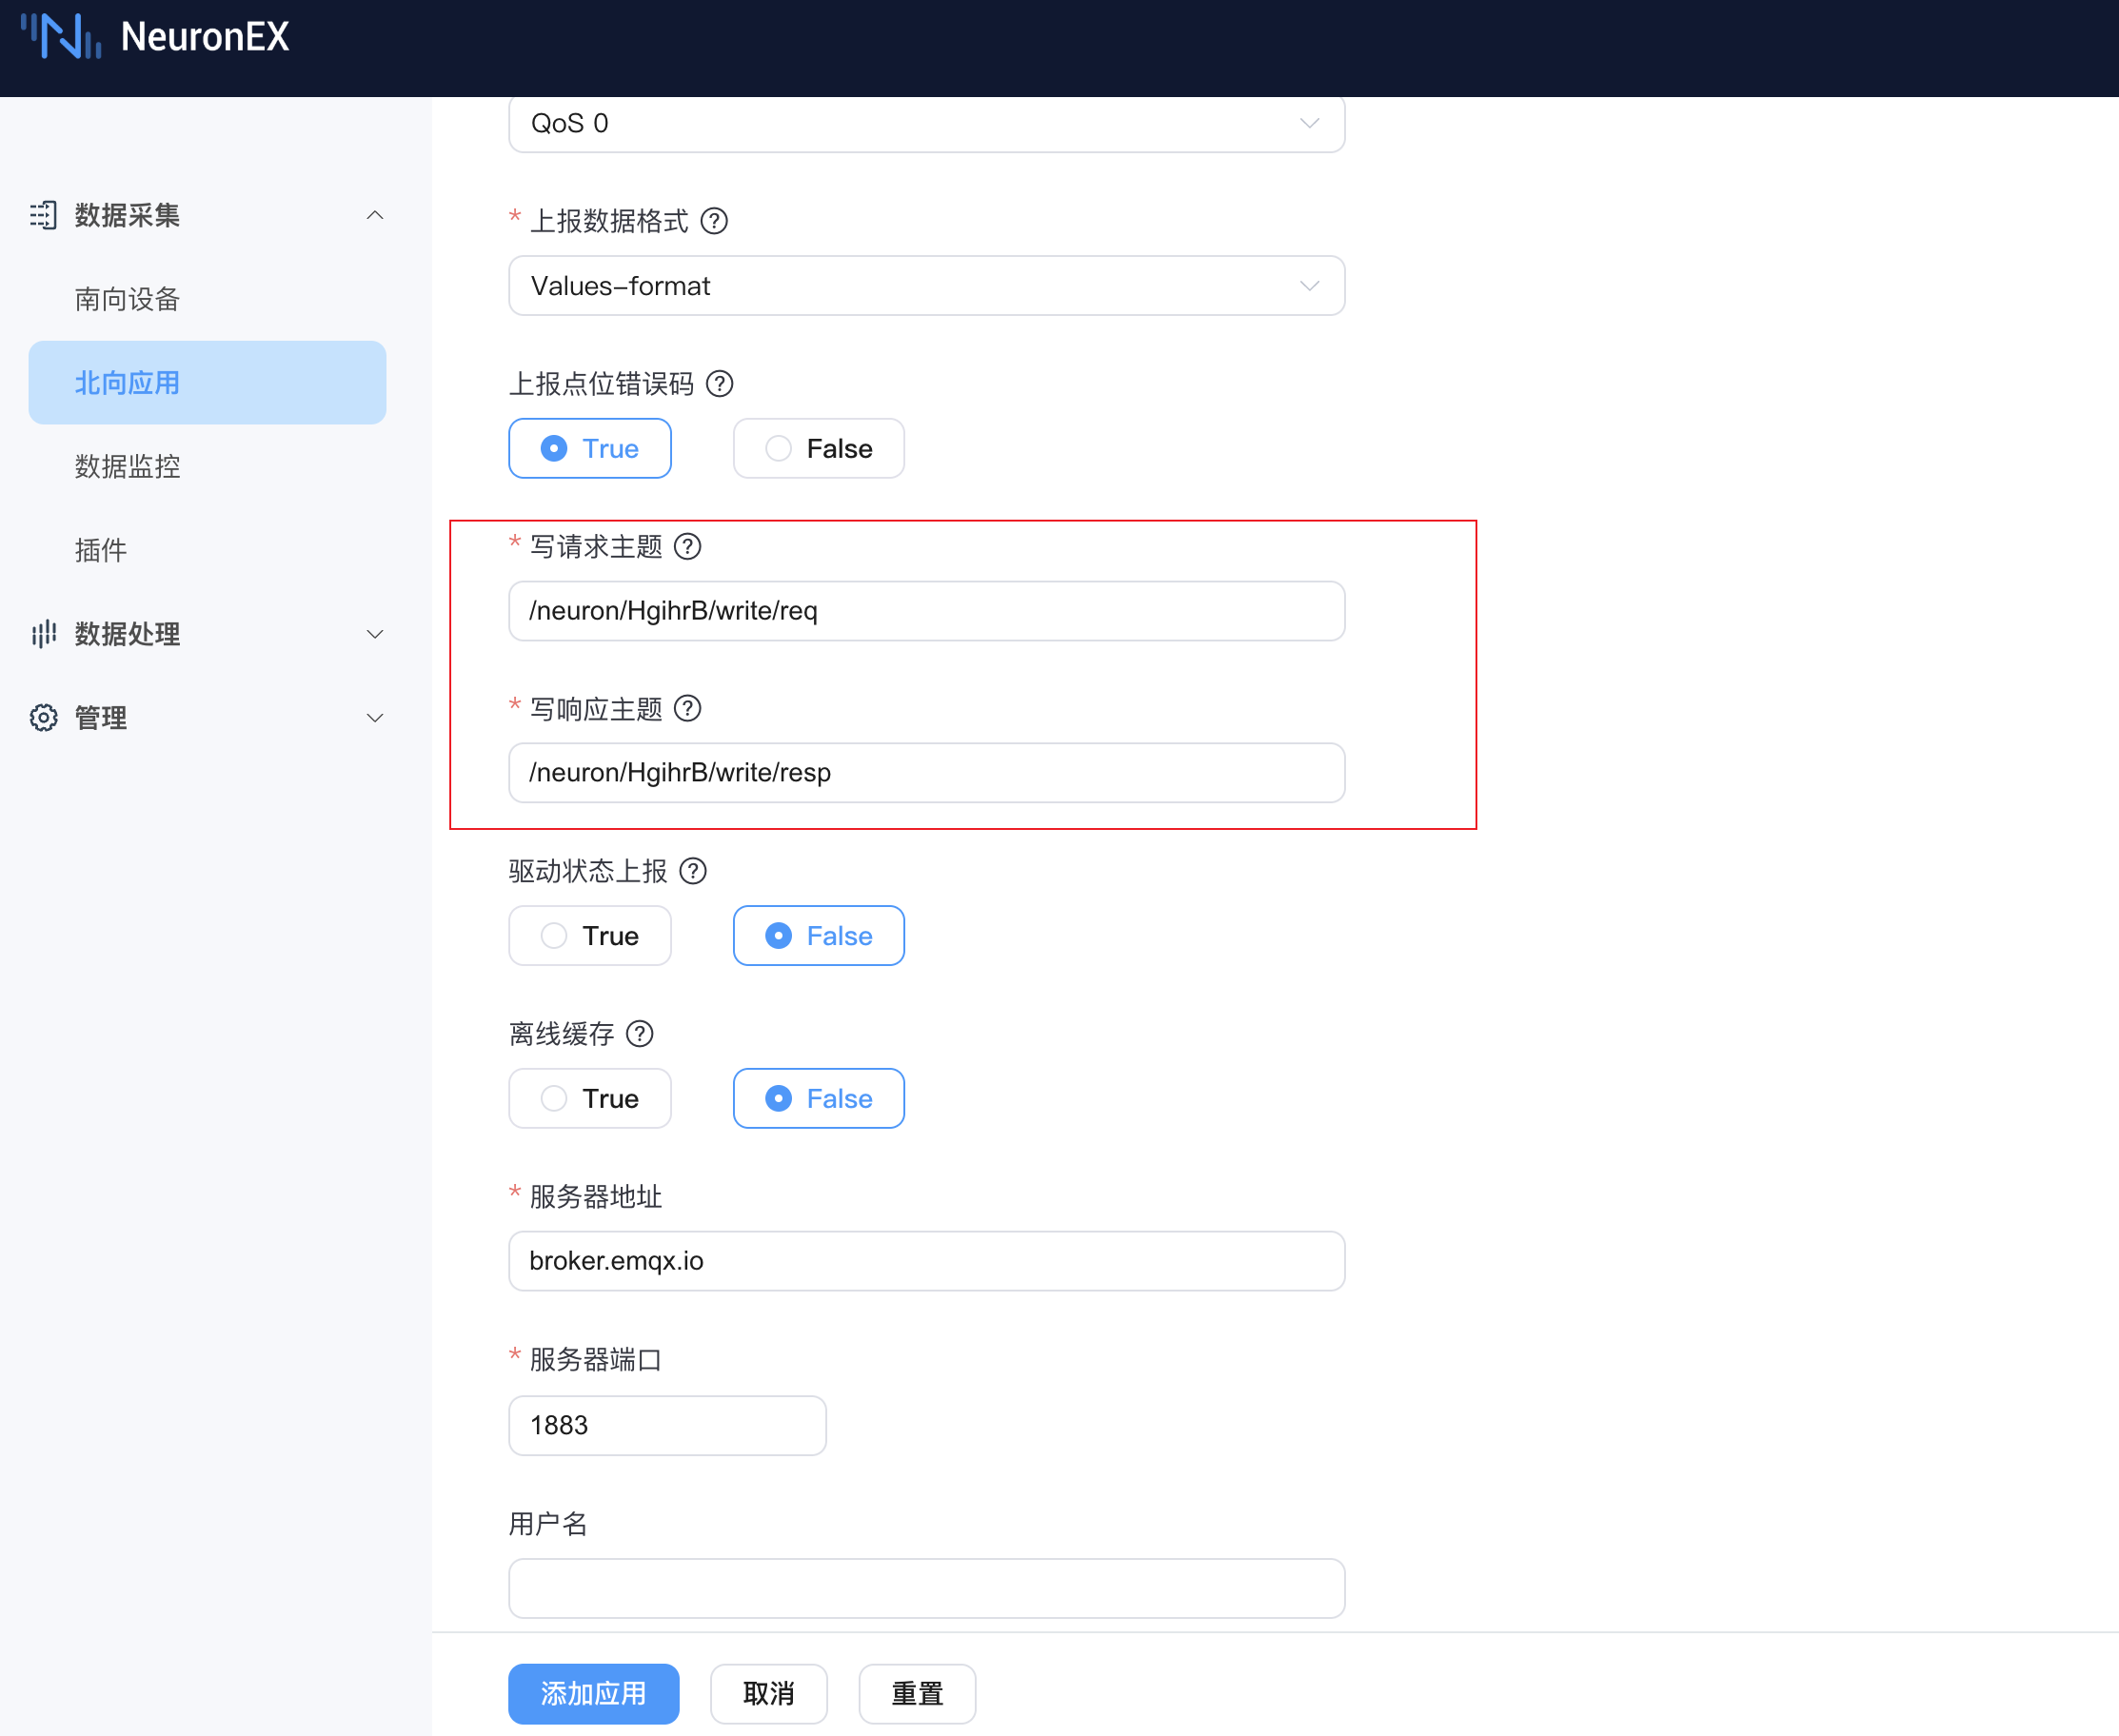 NeuronEX
数据采集
南向设备
北向应用
数据监控
插件
数据处理
管理
QoS 0
* 上报数据格式 ?
Values-format
上报点位错误码 ?
True False
* 写请求主题 ?
/neuron/HgihrB/write/req
* 写响应主题 ?
/neuron/HgihrB/write/resp
驱动状态上报 ?
True False
离线缓存 ?
True False
* 服务器地址
broker.emqx.io
* 服务器端口
1883
用户名
添加应用 取消 重置